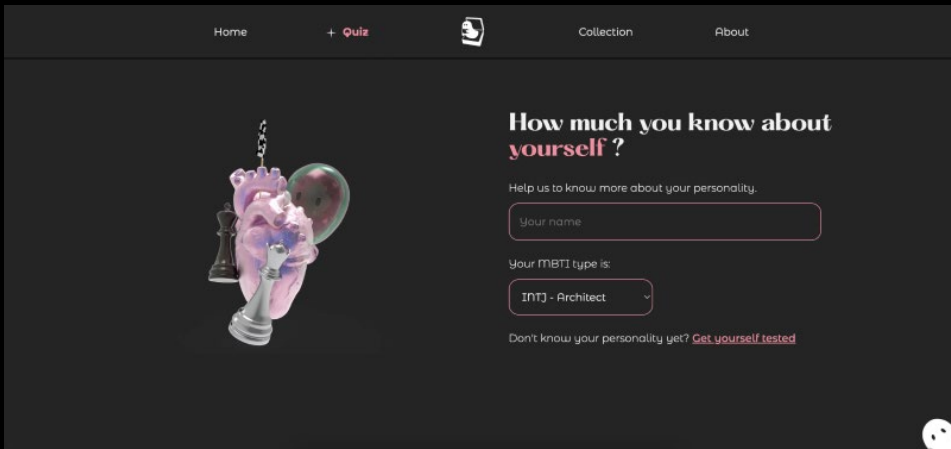 Home
+ Quiz
Collection
About
How much you know about
yourself ?
Help us to know more about your personality.
Your name
Your MBTI type is:
INTJ - Architect
Don't know your personality yet? Get yourself tested